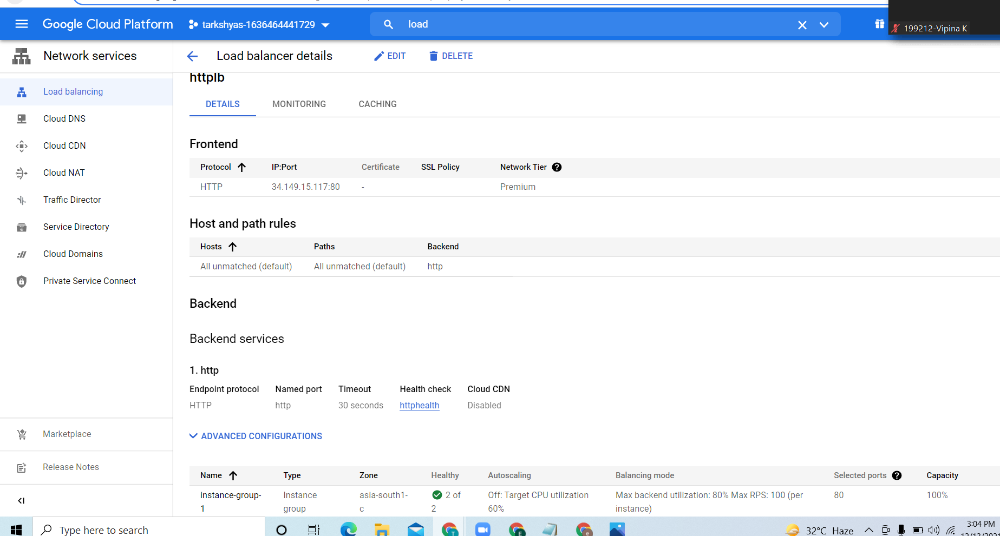 Google Cloud Platform
tarkshyas-1636464441729
load
199212-Vipina K
Network services
Load balancer details
EDIT
DELETE
Load balancing
Cloud DNS
Cloud CDN
Cloud NAT
Traffic Director
Service Directory
Cloud Domains
Private Service Connect
Marketplace
Release Notes
httplb
DETAILS MONITORING CACHING
Frontend
Protocol IP:Port Certificate SSL Policy Network Tier
HTTP 34.149.15.117:80 - Premium
Host and path rules
Hosts Paths Backend
All unmatched (default) All unmatched (default) http
Backend
Backend services
1. http
Endpoint protocol Named port Timeout Health check Cloud CDN
HTTP http 30 seconds httphealth Disabled
ADVANCED CONFIGURATIONS
Name Type Zone Healthy Autoscaling Balancing mode Selected ports Capacity
instance-group- Instance asia-south1- 2 of Off: Target CPU utilization Max backend utilization: 80% Max RPS: 100 (per 80 100%
1 group c 2 60% instance)
Type here to search
32°C Haze
3:04 PM